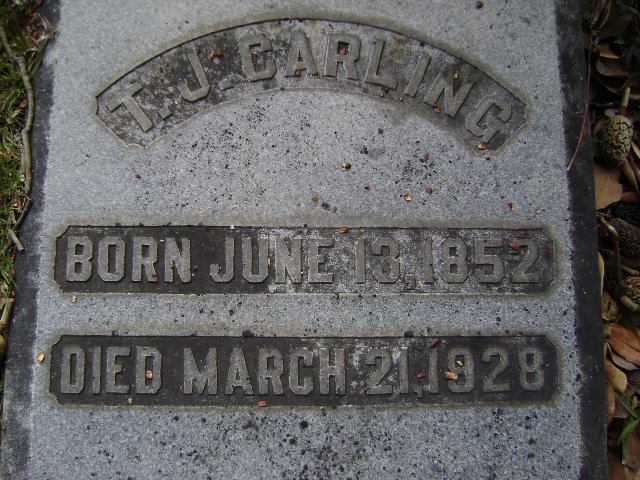 T. J. CARLING
BORN JUNE 13, 1852
DIED MARCH 21, 1928